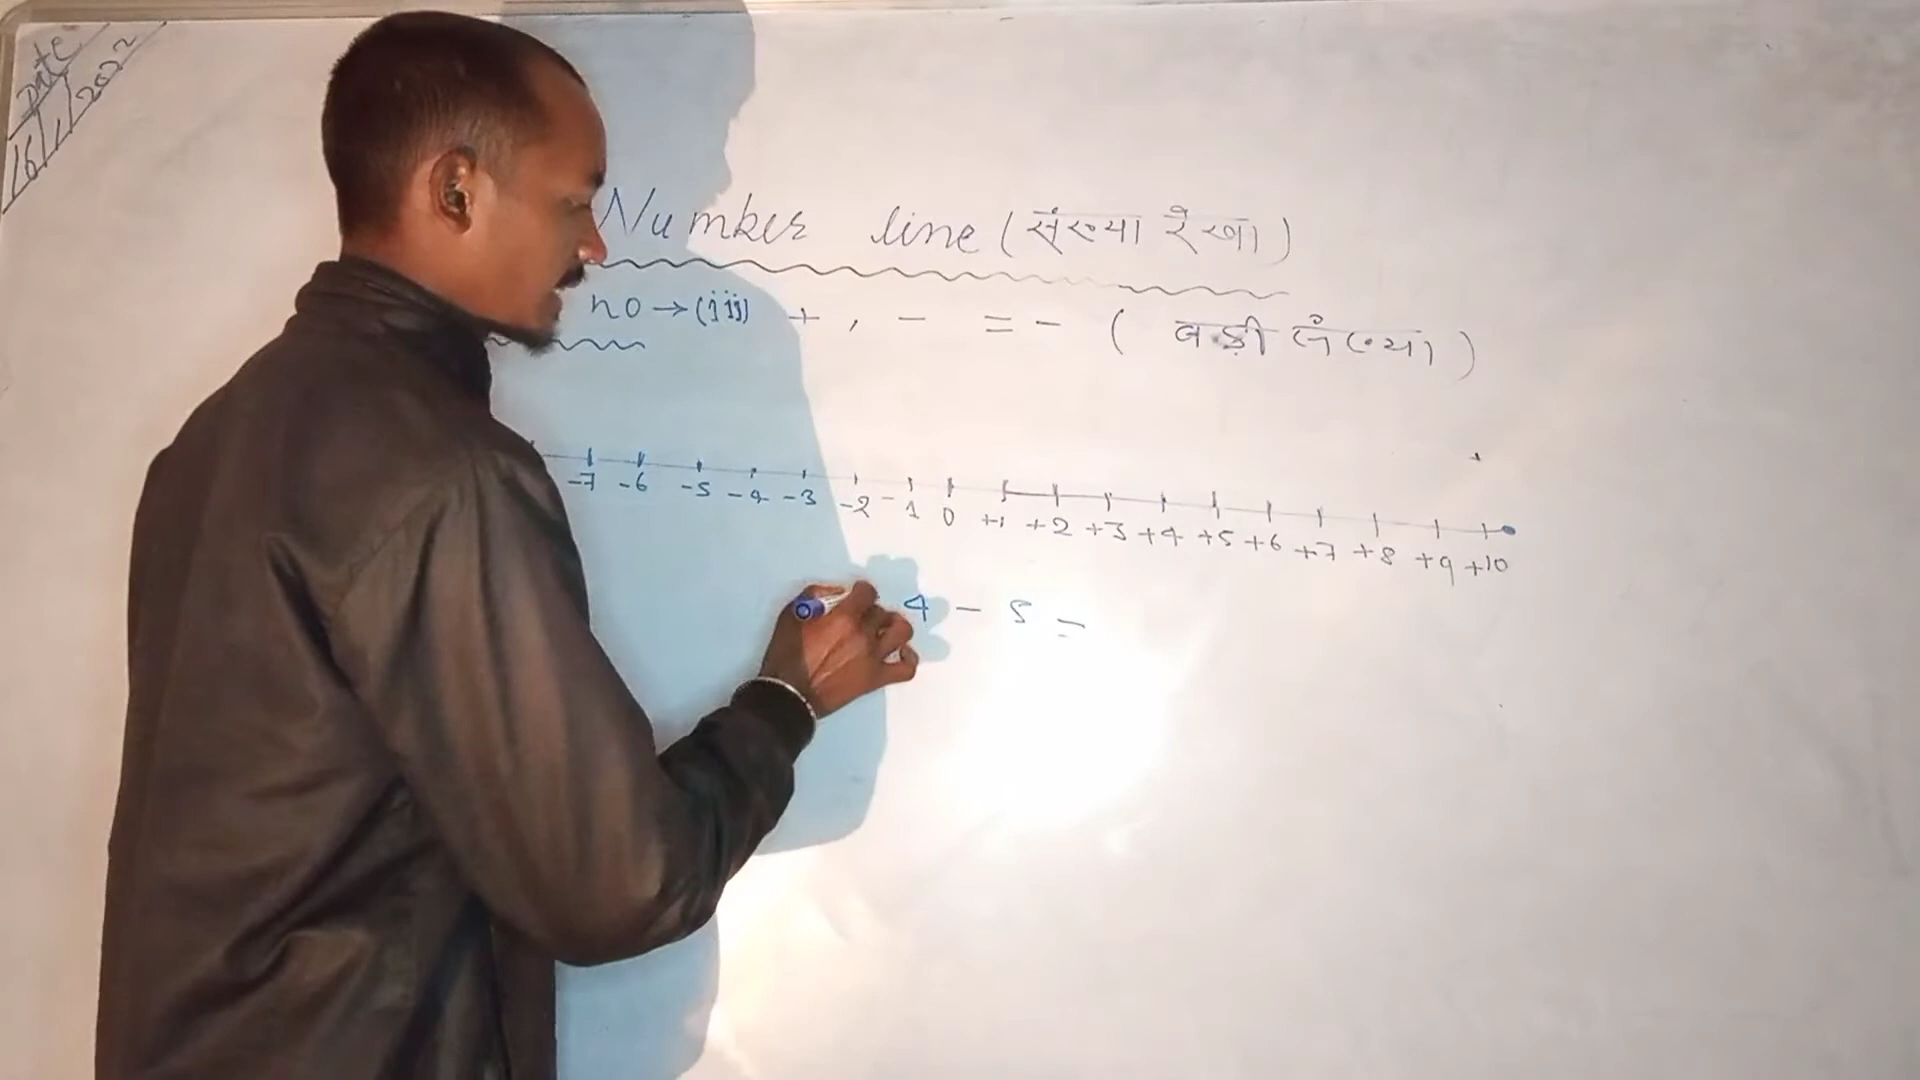 Date
16/1/2022
Number line (संख्या रेखा)
no → (iii) + , - = - ( बड़ी संख्या )
-7 -6 -5 -4 -3 -2 -1 0 +1 +2 +3 +4 +5 +6 +7 +8 +9 +10
4 - 5 =